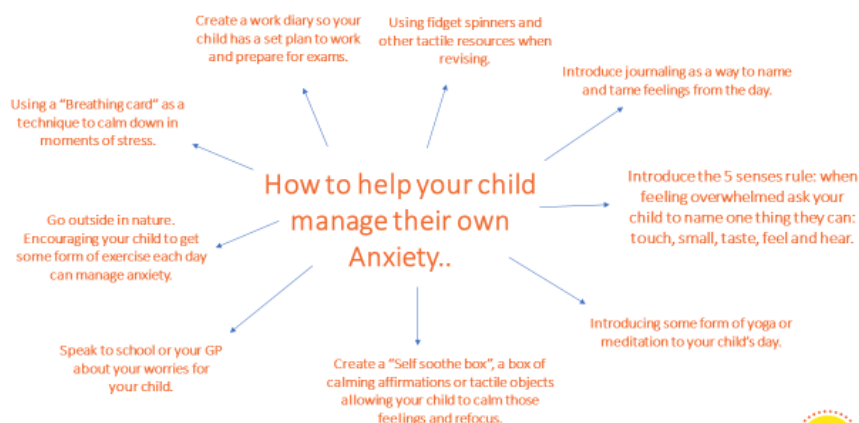 Create a work diary so your
child has a set plan to work
and prepare for exams.
Using fidget spinners and
other tactile resources when
revising.
Introduce journaling as a way to name
and tame feelings from the day.
Using a "Breathing card" as a
technique to calm down in
moments of stress.
How to help your child
manage their own
Anxiety..
Introduce the 5 senses rule: when
feeling overwhelmed ask your
child to name one thing they can:
touch, small, taste, feel and hear.
Go outside in nature.
Encouraging your child to get
some form of exercise each day
can manage anxiety.
Introducing some form of yoga or
meditation to your child's day.
Speak to school or your GP
about your worries for
your child.
Create a "Self soothe box", a box of
calming affirmations or tactile objects
allowing your child to calm those
feelings and refocus.